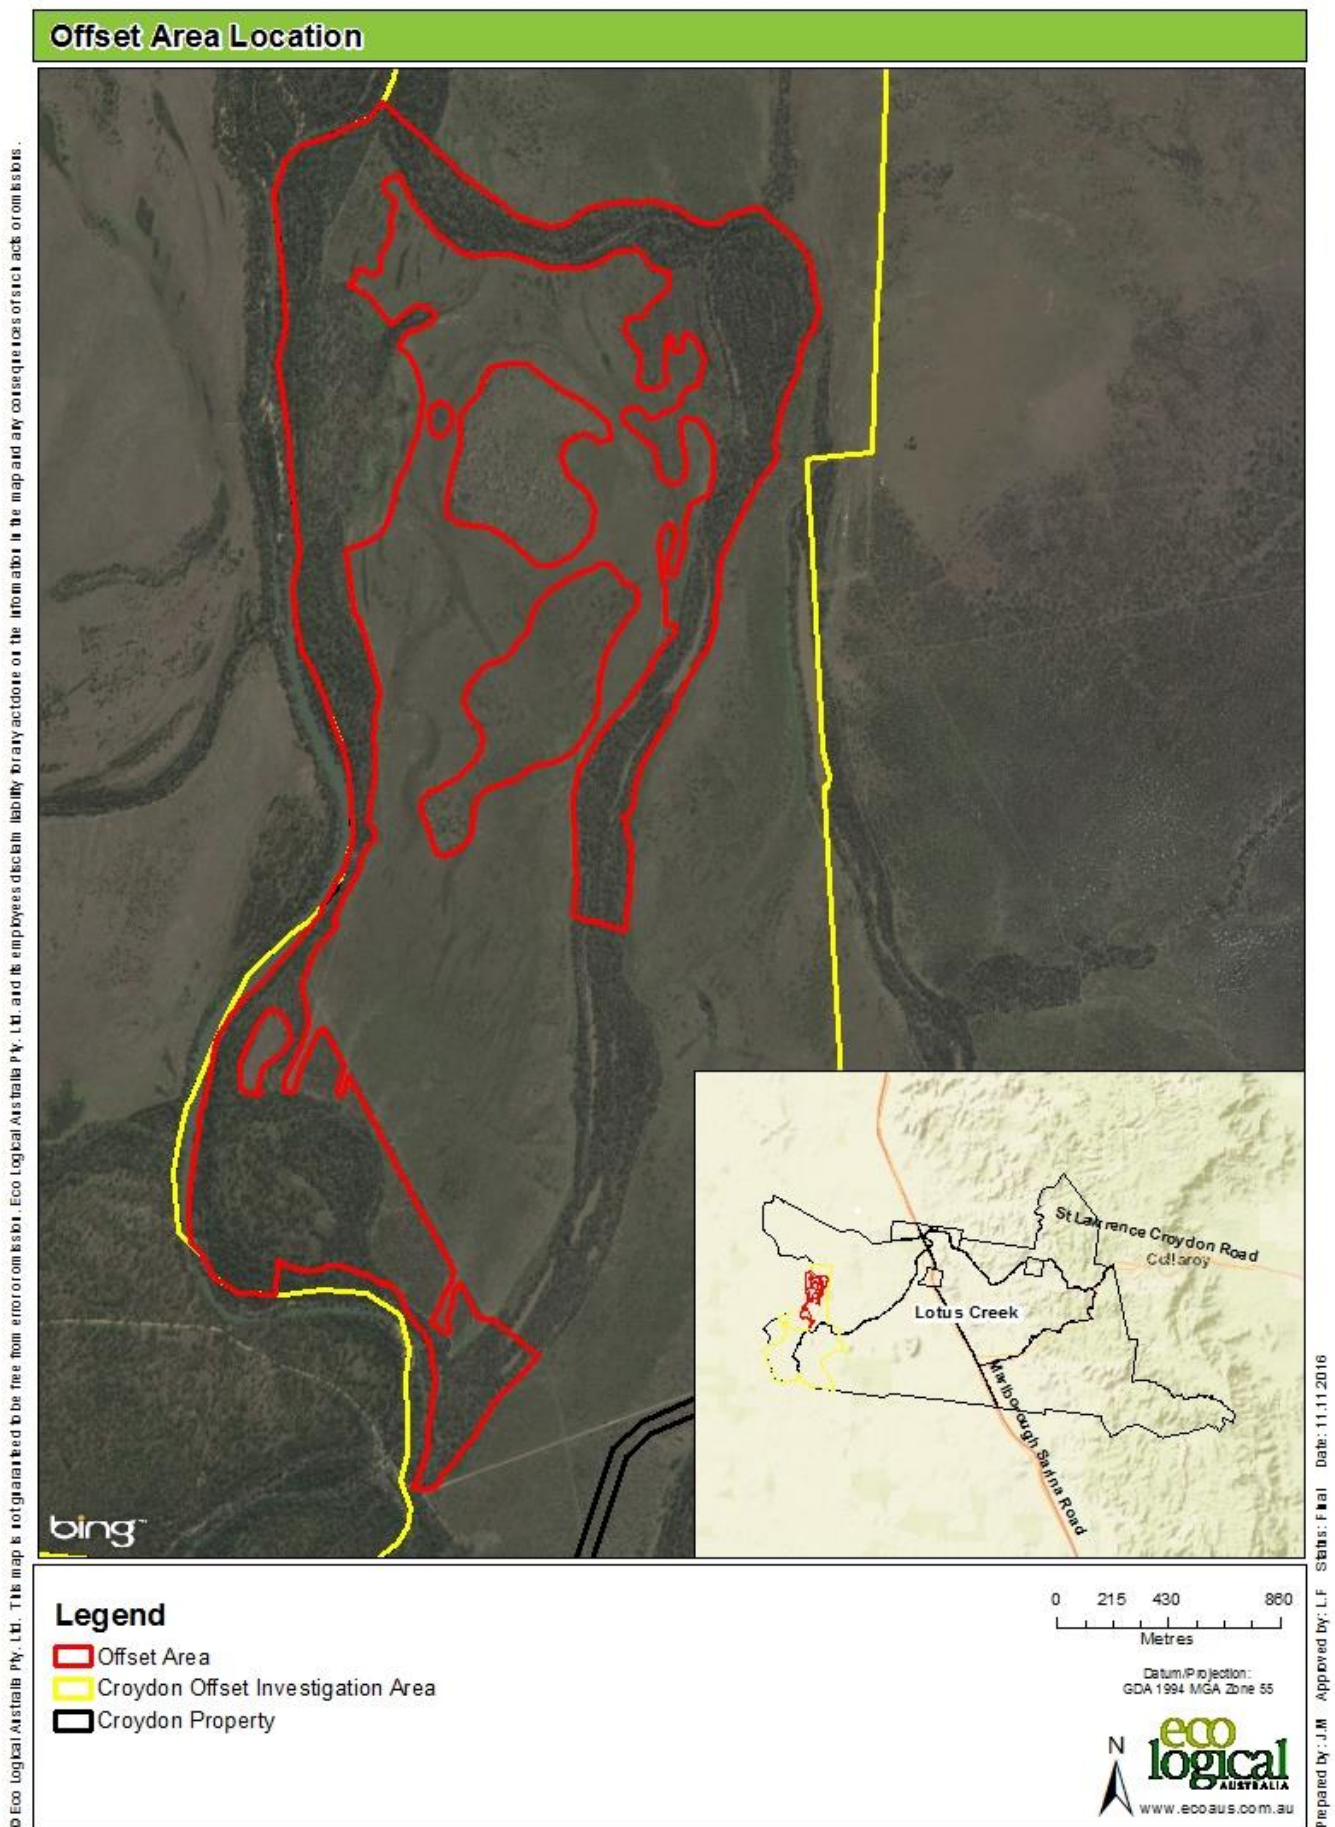 Offset Area Location
© Eco Logical Australia Pty. Ltd. This map is not guaranteed to be free from error or omission. Eco Logical Australia Pty. Ltd. and its employees disclaim liability for any act done on the information in the map and any consequences of such acts or omissions.
St Lawrence Croydon Road
Collaroy
Lotus Creek
Marlborough Sarina Road
bing™
Legend
Offset Area
Croydon Offset Investigation Area
Croydon Property
0 215 430 860
Metres
Datum/Projection:
GDA 1994 MGA Zone 55
N
eco
logical
AUSTRALIA
www.ecoaus.com.au
Prepared by: J.M Approved by: L.F Status: Final Date: 11.11.2016